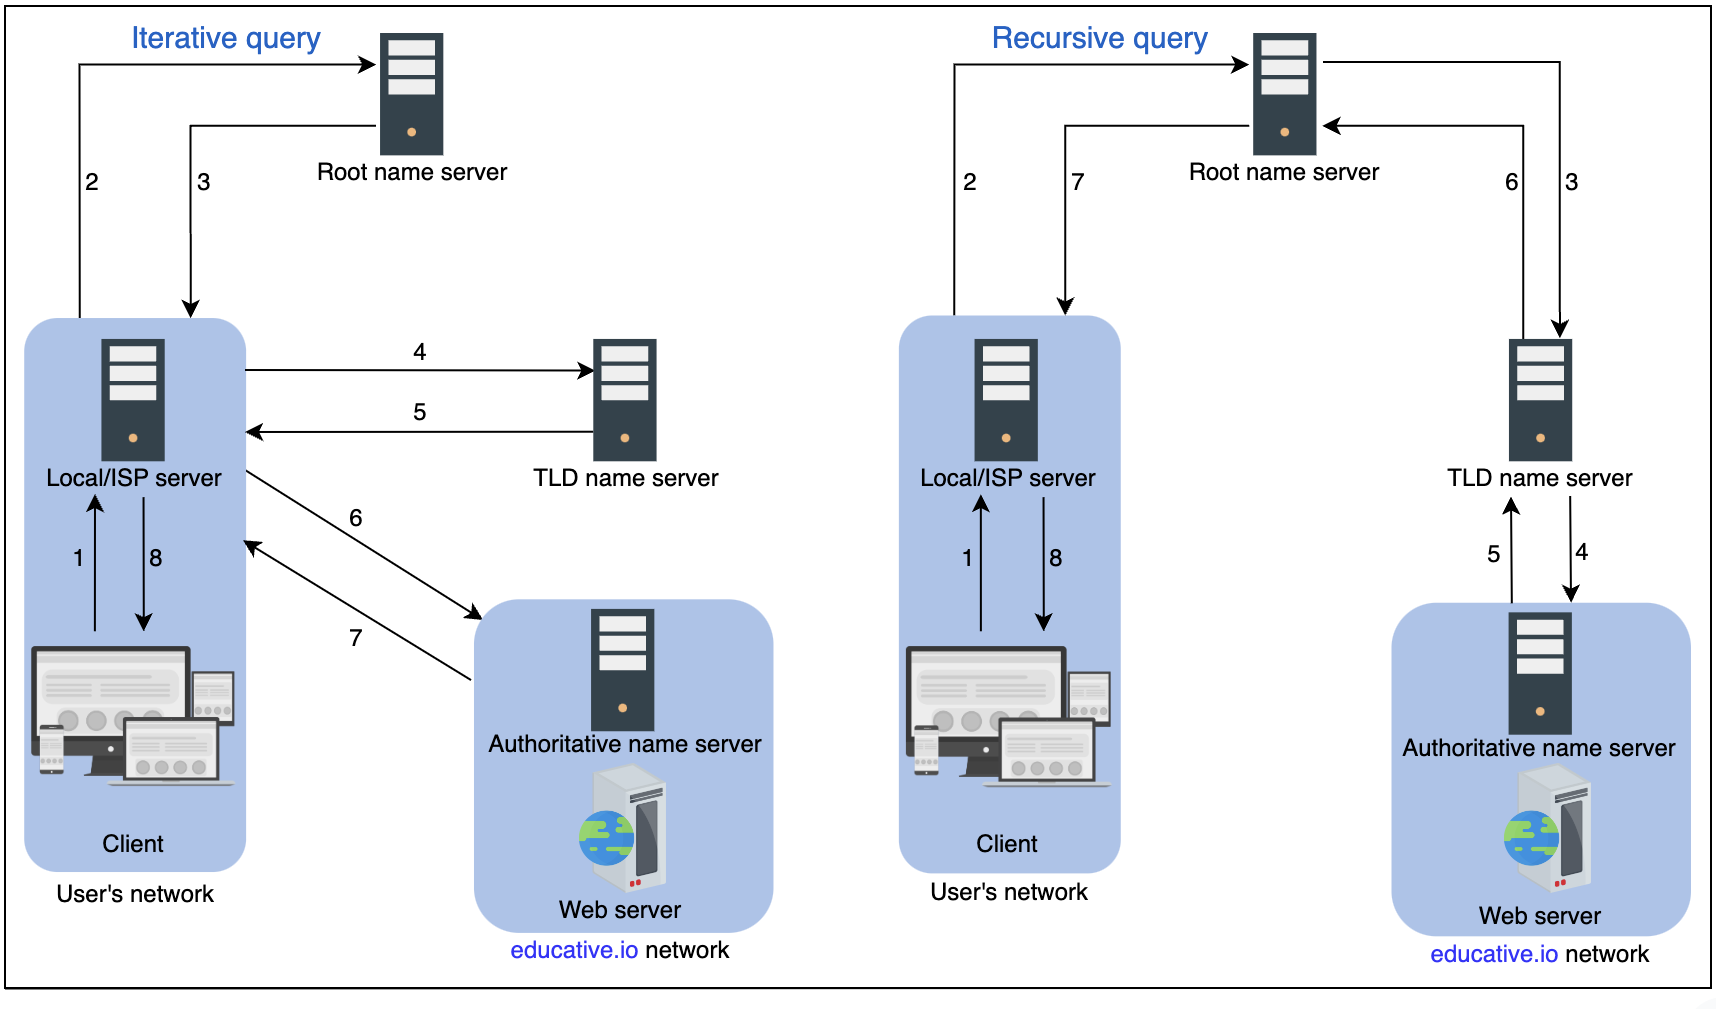 Iterative query
Root name server
2
3
4
5
Local/ISP server
TLD name server
6
1
8
7
Authoritative name server
Client
User's network
Web server
educative.io network
Recursive query
Root name server
2
7
6
3
Local/ISP server
TLD name server
1
8
5
4
Authoritative name server
Client
User's network
Web server
educative.io network